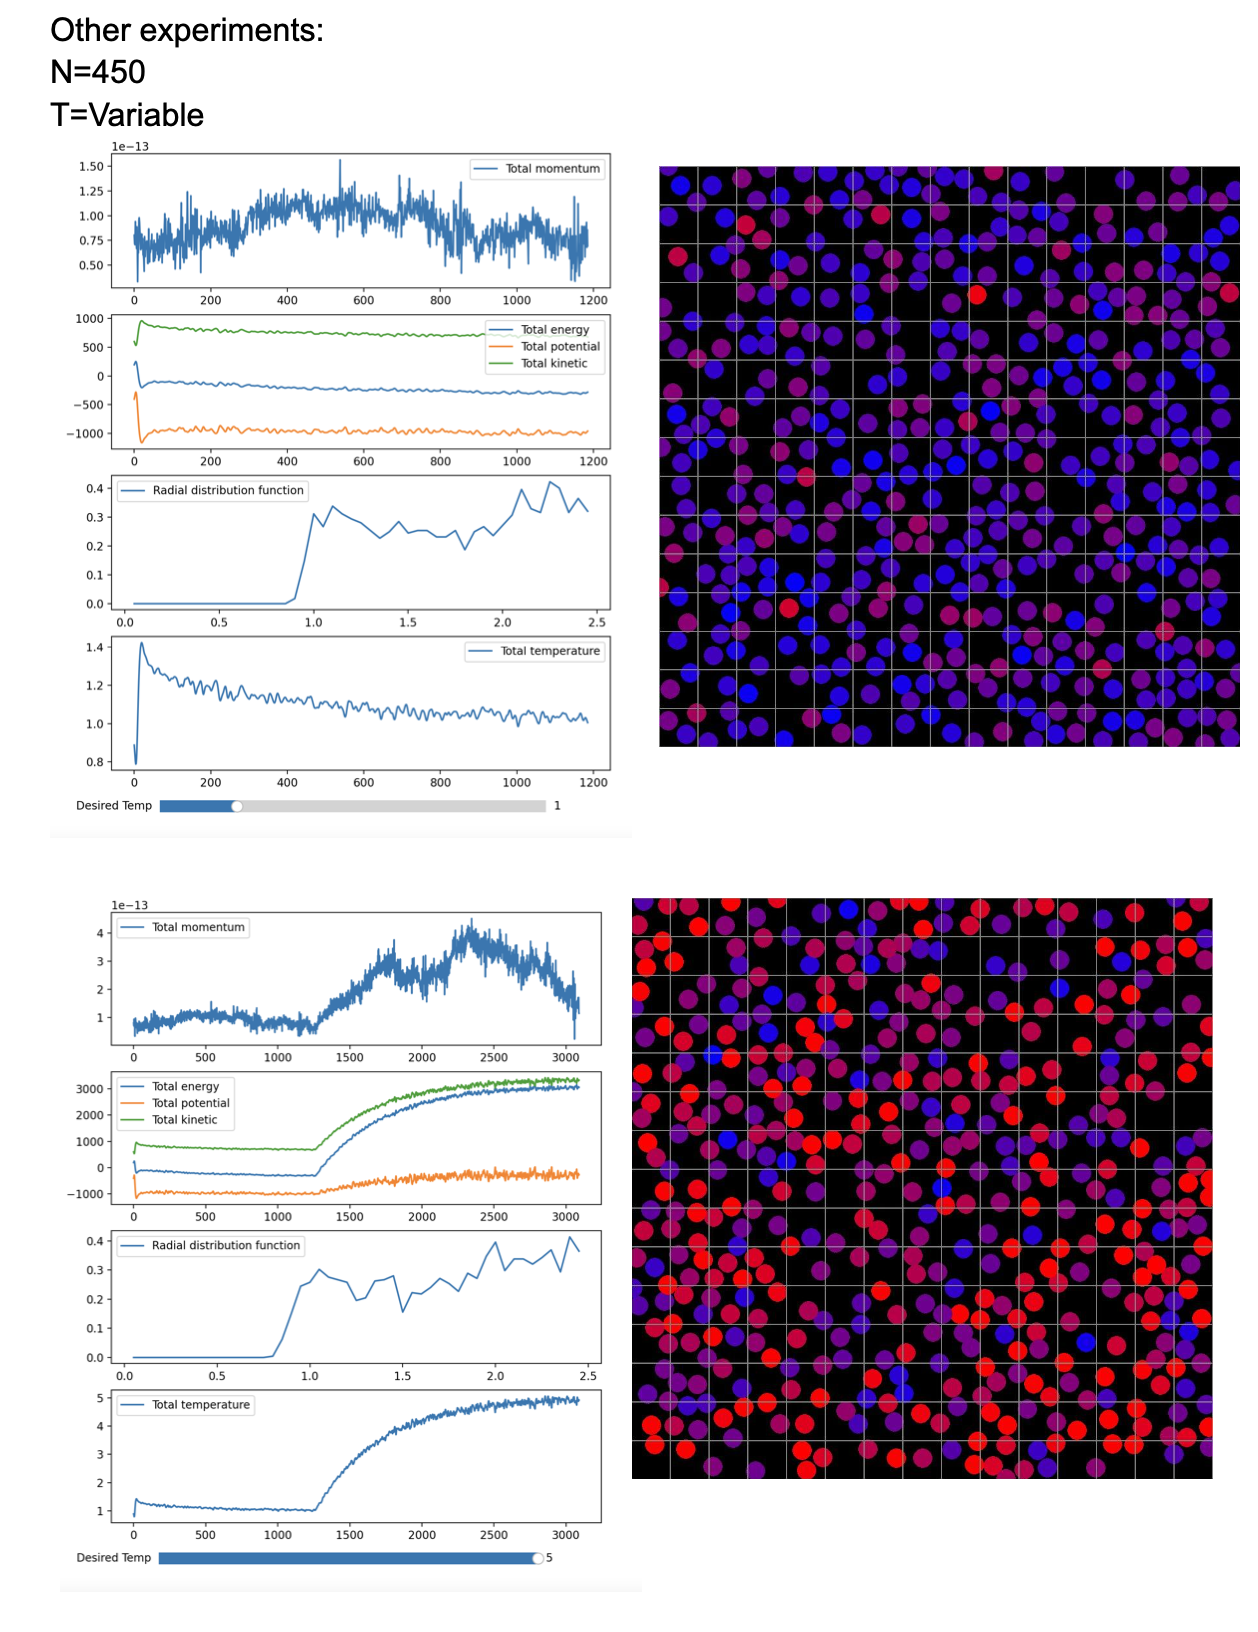 Other experiments:
N=450
T=Variable
1e−13
Total momentum
1.50
1.25
1.00
0.75
0.50
0 200 400 600 800 1000 1200
Total energy
Total potential
Total kinetic
1000
500
0
−500
−1000
0 200 400 600 800 1000 1200
Radial distribution function
0.4
0.3
0.2
0.1
0.0
0.0 0.5 1.0 1.5 2.0 2.5
Total temperature
1.4
1.2
1.0
0.8
0 200 400 600 800 1000 1200
Desired Temp 1
1e−13
Total momentum
4
3
2
1
0 500 1000 1500 2000 2500 3000
Total energy
Total potential
Total kinetic
3000
2000
1000
0
−1000
0 500 1000 1500 2000 2500 3000
Radial distribution function
0.4
0.3
0.2
0.1
0.0
0.0 0.5 1.0 1.5 2.0 2.5
Total temperature
5
4
3
2
1
0 500 1000 1500 2000 2500 3000
Desired Temp 5